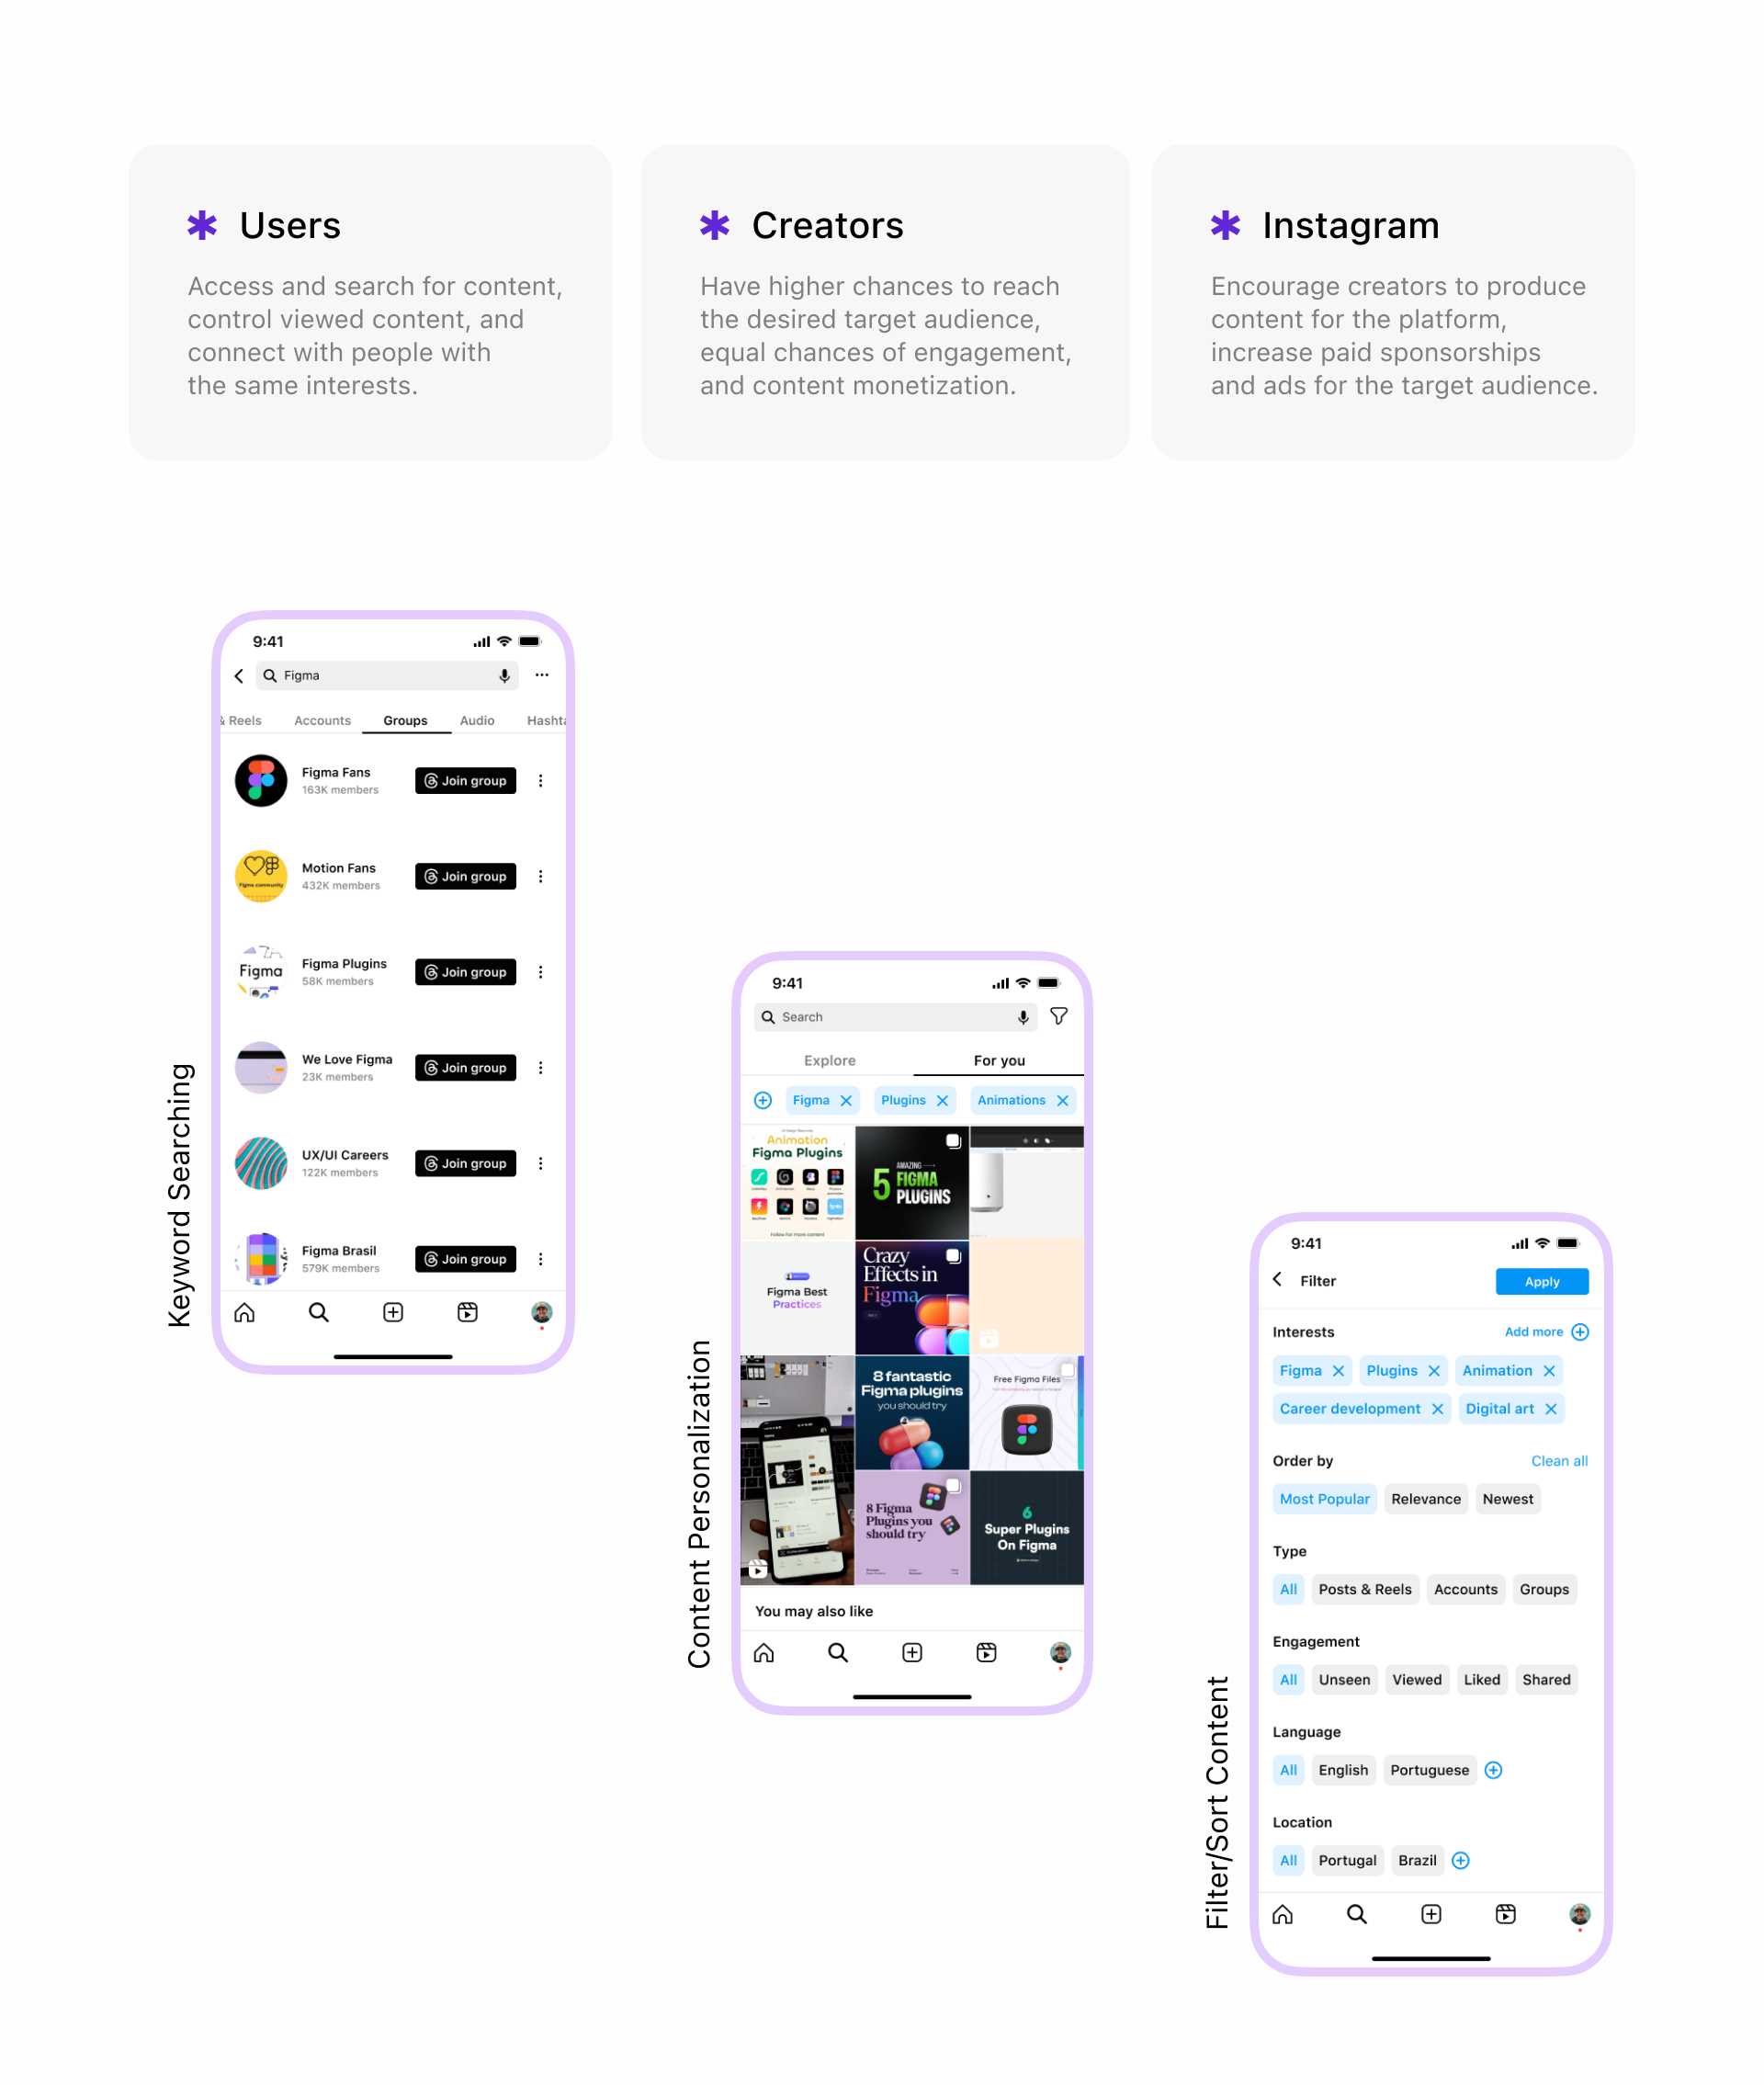 Users
Access and search for content,
control viewed content, and
connect with people with
the same interests.
Creators
Have higher chances to reach
the desired target audience,
equal chances of engagement,
and content monetization.
Instagram
Encourage creators to produce
content for the platform,
increase paid sponsorships
and ads for the target audience.
Keyword Searching
9:41
Figma
& Reels Accounts Groups Audio Hashta
Figma Fans
163K members
Join group
Motion Fans
432K members
Join group
Figma community
Figma Plugins
58K members
Join group
Figma
We Love Figma
23K members
Join group
UX/UI Careers
122K members
Join group
Figma Brasil
579K members
Join group
Content Personalization
9:41
Search
Explore For you
Figma Plugins Animations
Animation
Figma Plugins
Follow for more content
AMAZING
5 FIGMA
PLUGINS
Figma Best
Practices
Crazy
Effects in
Figma
8 fantastic
Figma plugins
you should try
Free Figma Files
8 Figma
Plugins you
should try
6
Super Plugins
On Figma
You may also like
Filter/Sort Content
9:41
Filter Apply
Interests Add more
Figma Plugins Animation
Career development Digital art
Order by Clean all
Most Popular Relevance Newest
Type
All Posts & Reels Accounts Groups
Engagement
All Unseen Viewed Liked Shared
Language
All English Portuguese
Location
All Portugal Brazil